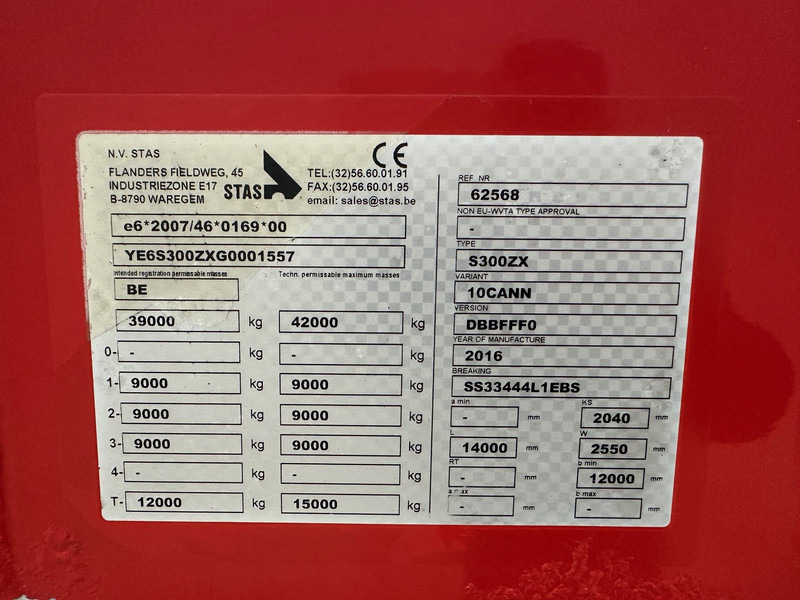 N.V. STAS
FLANDERS FIELDWEG, 45
INDUSTRIEZONE E17
B-8790 WAREGEM
STAS
CE
TEL:(32)56.60.01.91
FAX:(32)56.60.01.95
email: sales@stas.be
e6*2007/46*0169*00
YE6S300ZXG0001557
Intended registration permissable masses
Techn. permissable maximum masses
BE
39000 kg 42000 kg
0- - kg - kg
1- 9000 kg 9000 kg
2- 9000 kg 9000 kg
3- 9000 kg 9000 kg
4- - kg - kg
T- 12000 kg 15000 kg
REF. NR
62568
NON EU-WVTA TYPE APPROVAL
-
TYPE
S300ZX
VARIANT
10CANN
VERSION
DBBFFF0
YEAR OF MANUFACTURE
2016
BREAKING
SS33444L1EBS
a min KS
- mm 2040 mm
L W
14000 mm 2550 mm
RT b min
- mm 12000 mm
a max b max
- mm - mm